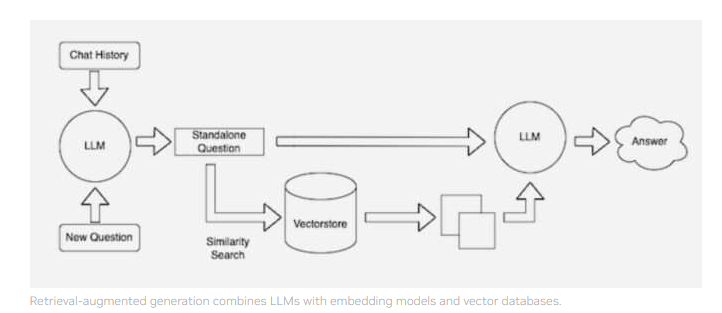 Chat History
LLM
Standalone
Question
LLM
Answer
New Question
Similarity
Search
Vectorstore
Retrieval-augmented generation combines LLMs with embedding models and vector databases.